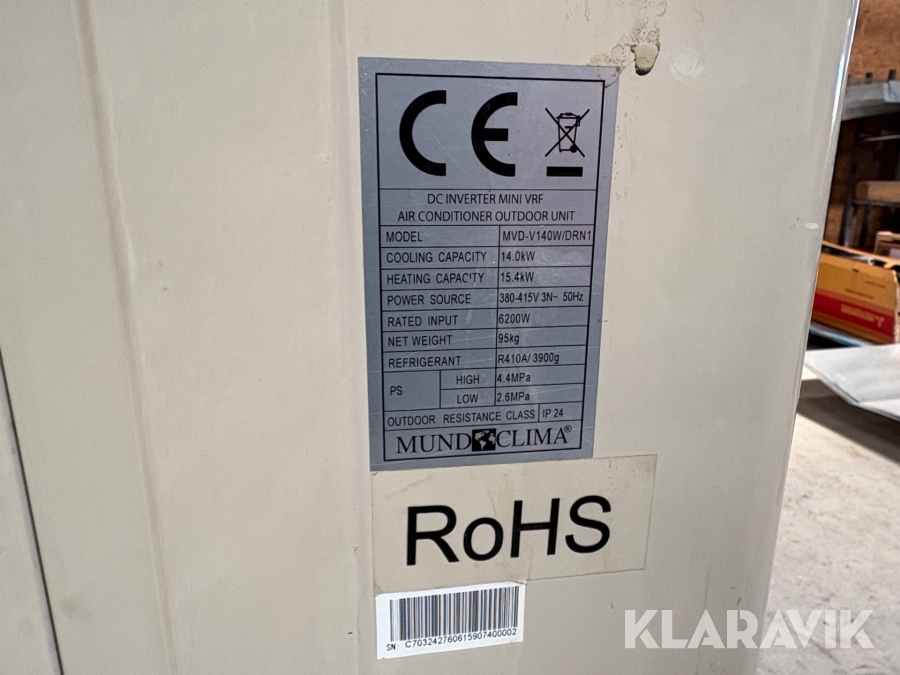 CE
DC INVERTER MINI VRF
AIR CONDITIONER OUTDOOR UNIT
MODEL MVD-V140W/DRN1
COOLING CAPACITY 14.0kW
HEATING CAPACITY 15.4kW
POWER SOURCE 380-415V 3N~ 50Hz
RATED INPUT 6200W
NET WEIGHT 95kg
REFRIGERANT R410A/ 3900g
PS HIGH 4.4MPa
LOW 2.6MPa
OUTDOOR RESISTANCE CLASS IP 24
MUNDOCLIMA®
RoHS
SN: C703242760615907400002
KLARAVIK